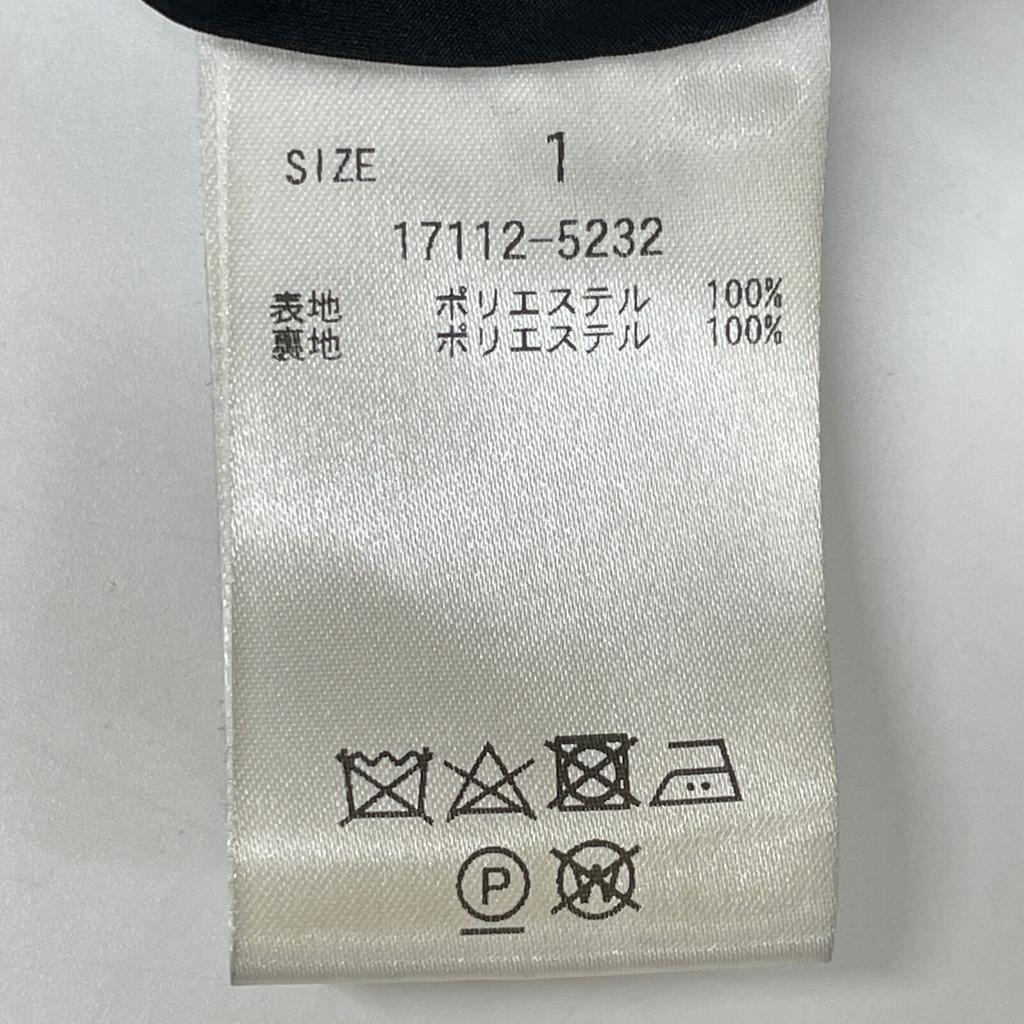 SIZE 1
17112-5232
表地 ポリエステル 100%
裏地 ポリエステル 100%
P W